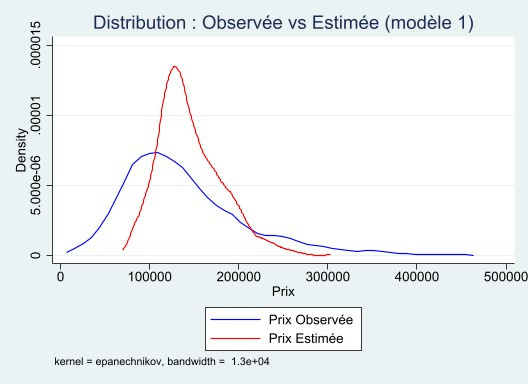 Distribution : Observée vs Estimée (modèle 1)
.000015
.00001
5.000e-06
0
Density
0 100000 200000 300000 400000 500000
Prix
Prix Observée
Prix Estimée
kernel = epanechnikov, bandwidth = 1.3e+04